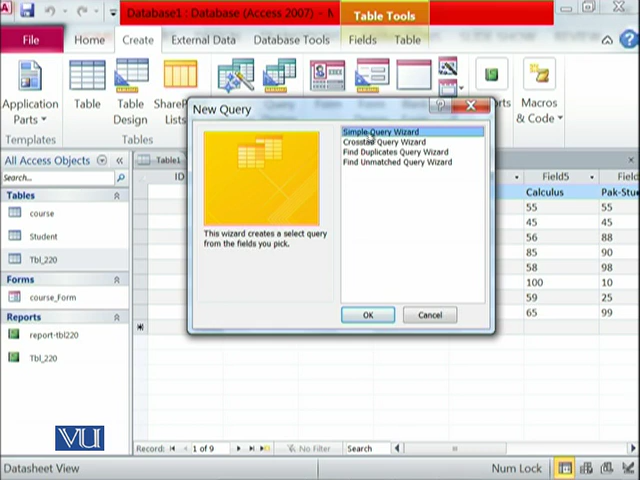 Database1 : Database (Access 2007) -
Table Tools
File
Home
Create
External Data
Database Tools
Fields
Table
Application
Parts
Table
Table
Design
SharePo
Lists
Macros
& Code
Templates
Tables
New Query
Simple Query Wizard
Crosstab Query Wizard
Find Duplicates Query Wizard
Find Unmatched Query Wizard
This wizard creates a select query
from the fields you pick.
OK
Cancel
All Access Objects
Search...
Tables
course
Student
Tbl_220
Forms
course_Form
Reports
report-tbl220
Tbl_220
Table1
ID
Field5
Field
Calculus
Pak-Stu
55
55
45
45
56
88
85
90
58
98
100
10
59
25
65
99
VU
Record:
1 of 9
No Filter
Search
Datasheet View
Num Lock